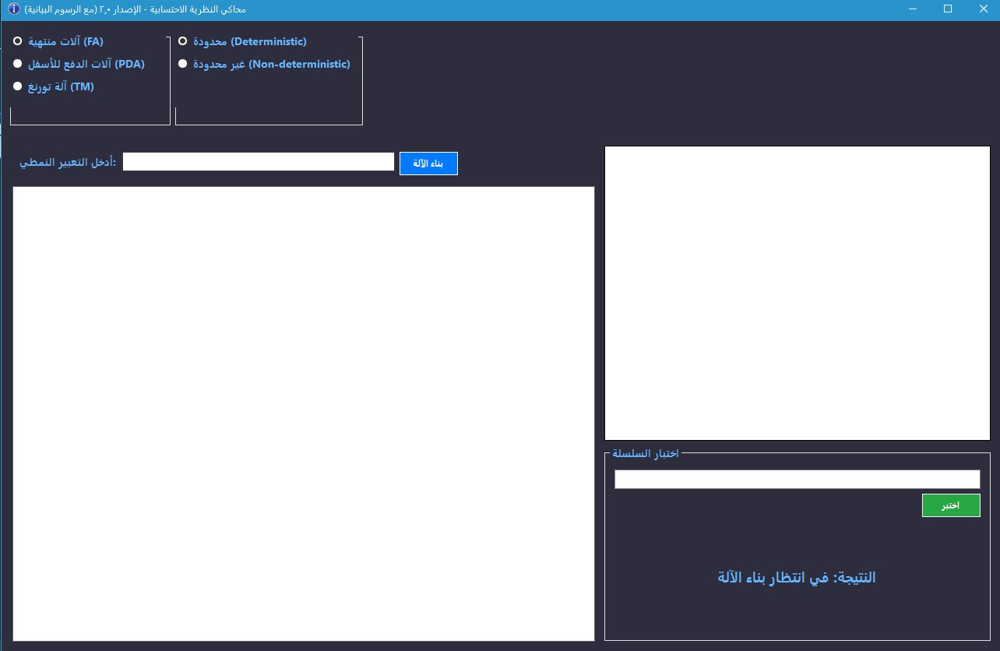 محاكي النظرية الاحتسابية - الإصدار ٢,٠ (مع الرسوم البيانية)
آلات منتهية (FA)
آلات الدفع للأسفل (PDA)
آلة تورنغ (TM)
محدودة (Deterministic)
غير محدودة (Non-deterministic)
أدخل التعبير النمطي:
بناء الآلة
اختبار السلسلة
اختبر
النتيجة: في انتظار بناء الآلة